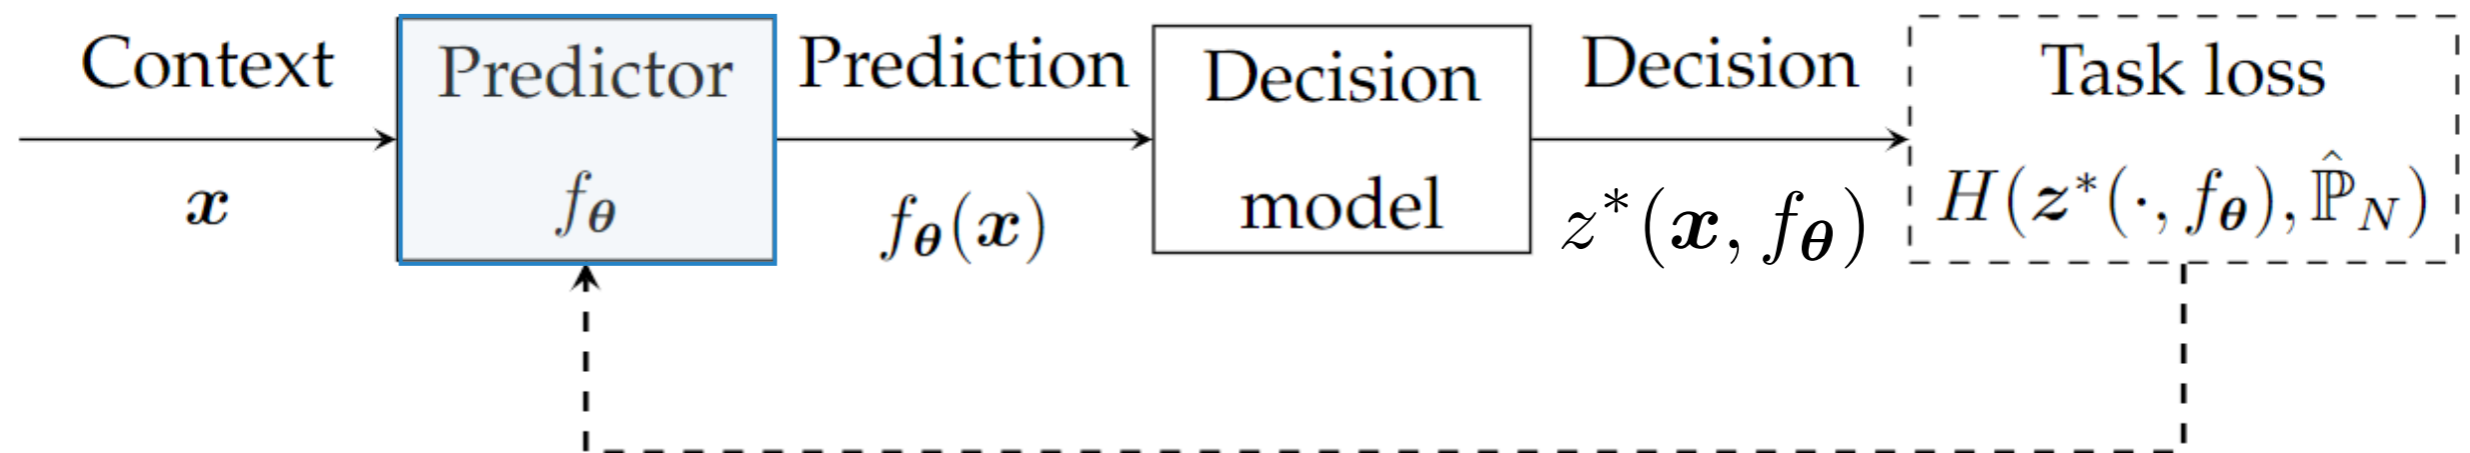 Context
x
Predictor
f_θ
Prediction
f_θ(x)
Decision
model
Decision
z*(x, f_θ)
Task loss
H(z*(·, f_θ), ℙ̂_N)